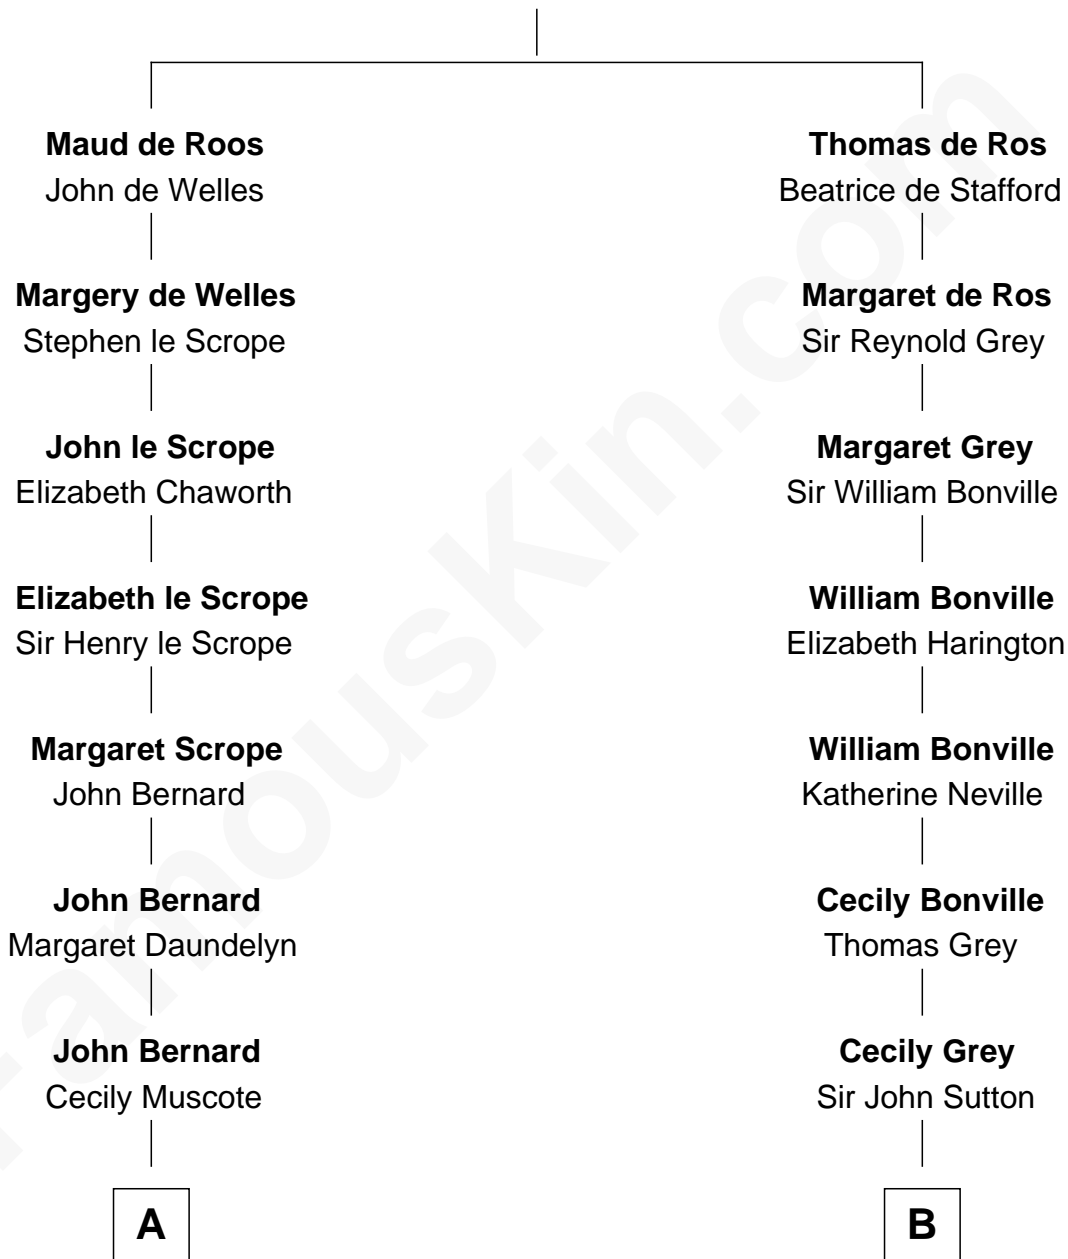 Maud de Roos
John de Welles
Thomas de Ros
Beatrice de Stafford
Margery de Welles
Stephen le Scrope
Margaret de Ros
Sir Reynold Grey
John le Scrope
Elizabeth Chaworth
Margaret Grey
Sir William Bonville
Elizabeth le Scrope
Sir Henry le Scrope
William Bonville
Elizabeth Harington
Margaret Scrope
John Bernard
William Bonville
Katherine Neville
John Bernard
Margaret Daundelyn
Cecily Bonville
Thomas Grey
John Bernard
Cecily Muscote
Cecily Grey
Sir John Sutton
A
B
FamousKin.com